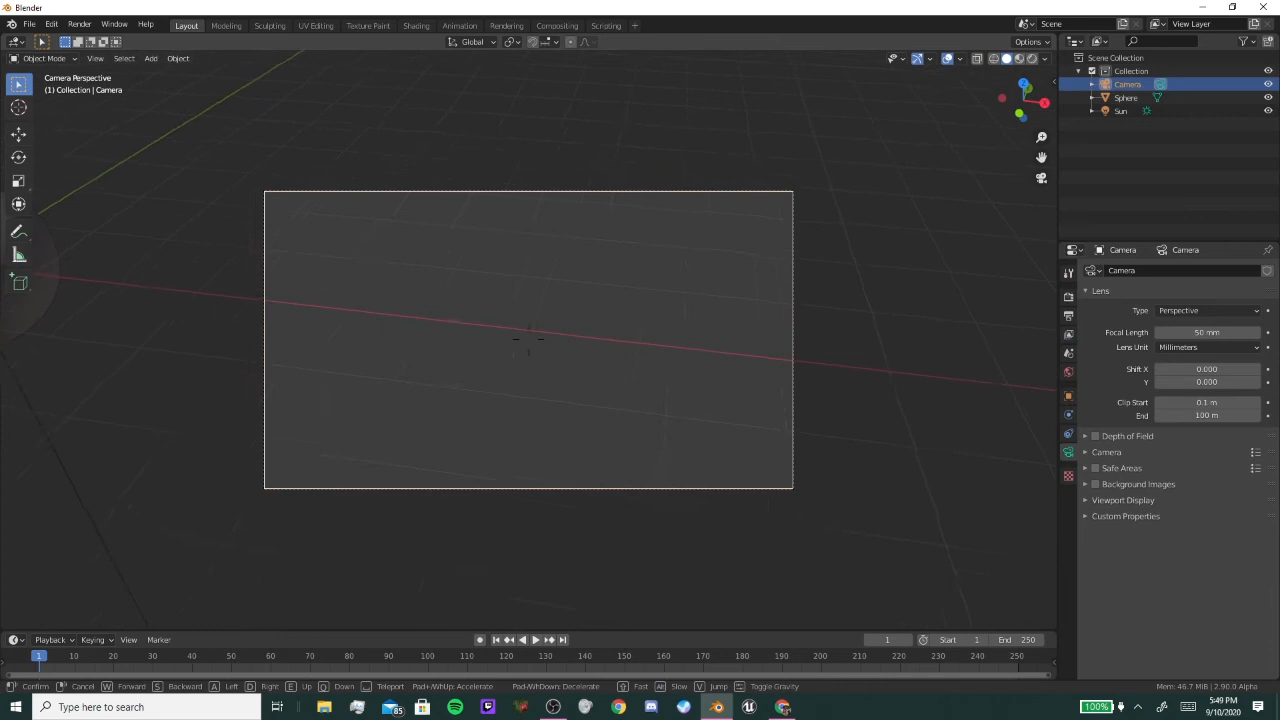 Blender
File Edit Render Window Help Layout Modeling Sculpting UV Editing Texture Paint Shading Animation Rendering Compositing Scripting + Scene View Layer
Global Options
Object Mode View Select Add Object
Camera Perspective
(1) Collection | Camera
Z
X
Scene Collection
Collection
Camera
Sphere
Sun
Camera Camera
Camera
Lens
Type Perspective
Focal Length 50 mm
Lens Unit Millimeters
Shift X 0.000
Y 0.000
Clip Start 0.1 m
End 100 m
Depth of Field
Camera
Safe Areas
Background Images
Viewport Display
Custom Properties
Playback Keying View Marker 1 Start 1 End 250
1 10 20 30 40 50 60 70 80 90 100 110 120 130 140 150 160 170 180 190 200 210 220 230 240 250
Confirm Cancel W Forward S Backward A Left D Right E Up Q Down Teleport Pad+/WhUp: Accelerate Pad-/WhDown: Decelerate Fast Alt Slow V Jump Toggle Gravity Mem: 46.7 MiB | 2.90.0 Alpha
Type here to search 85 100% 5:49 PM
9/10/2020